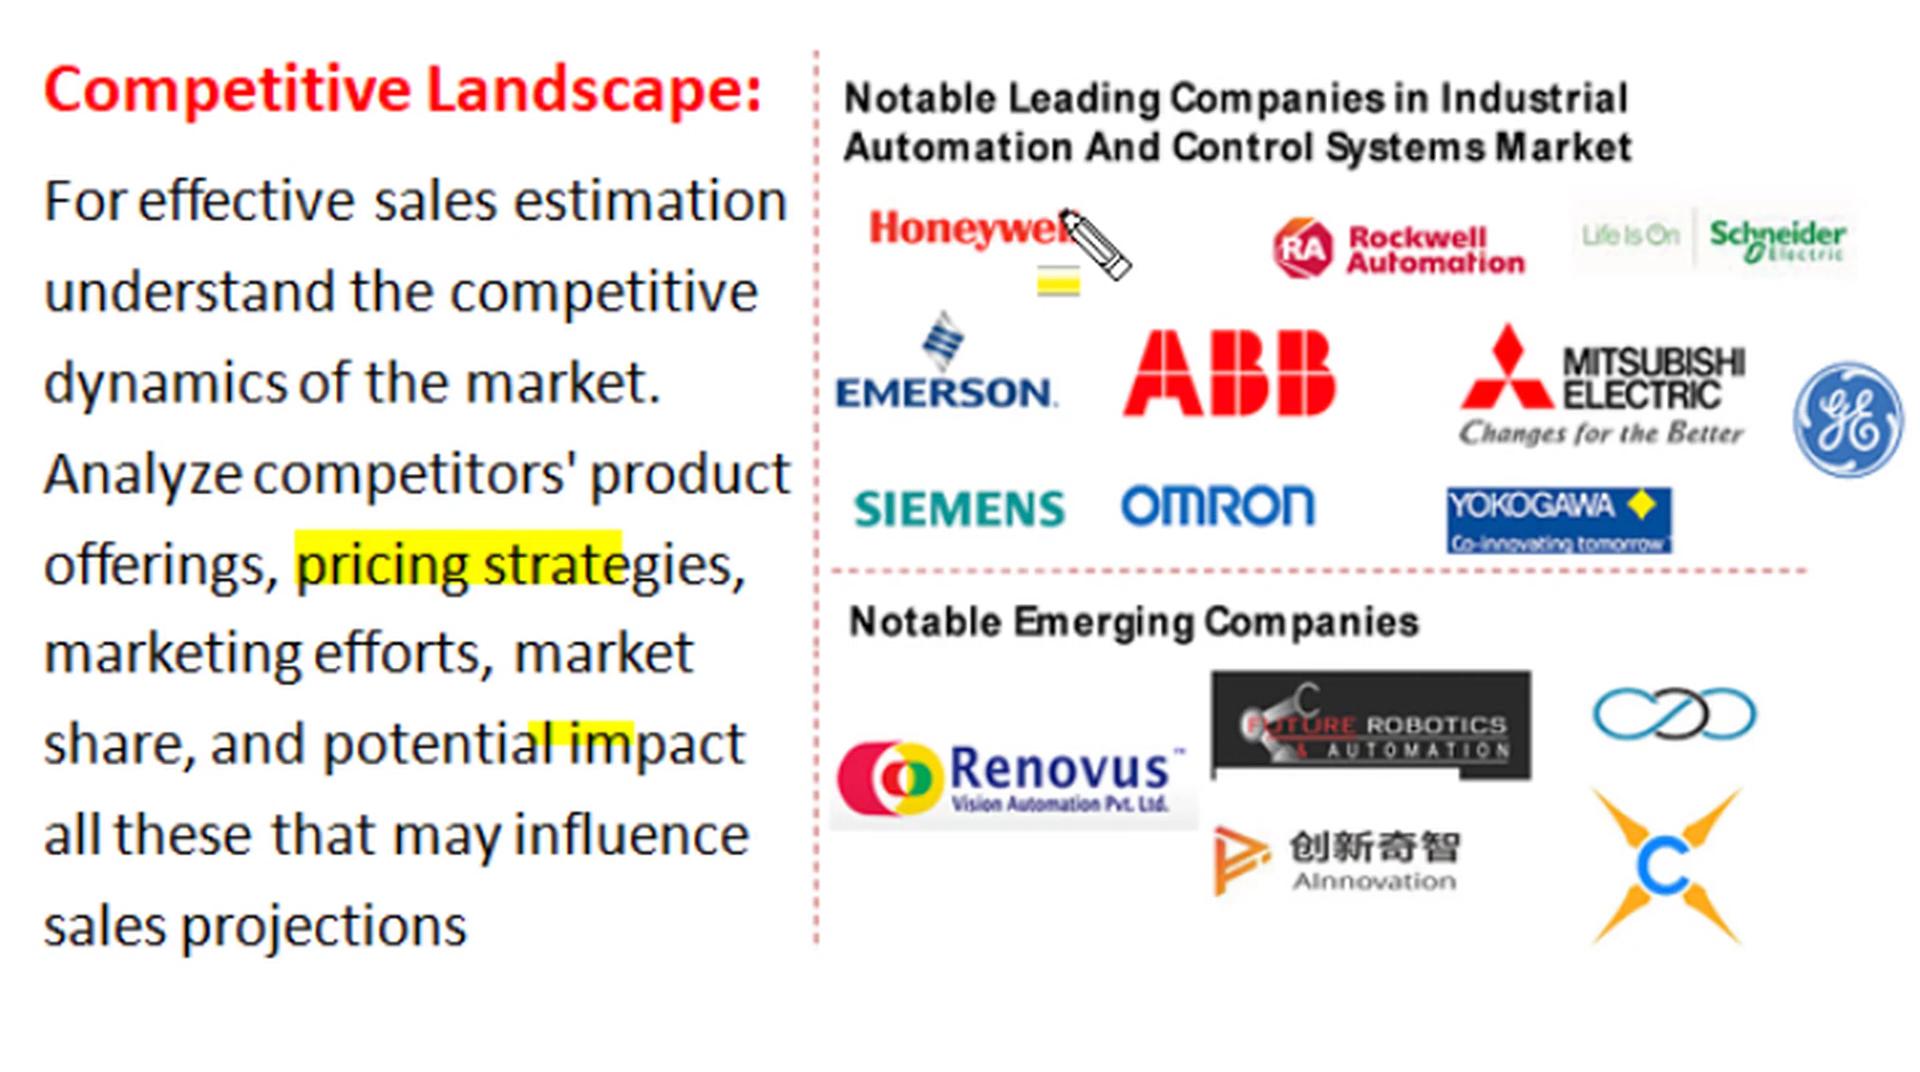 Competitive Landscape:
For effective sales estimation
understand the competitive
dynamics of the market.
Analyze competitors' product
offerings, pricing strategies,
marketing efforts, market
share, and potential impact
all these that may influence
sales projections
Notable Leading Companies in Industrial
Automation And Control Systems Market
Honeywell
RA Rockwell
Automation
Life Is On Schneider
Electric
EMERSON.
ABB
MITSUBISHI
ELECTRIC
Changes for the Better
GE
SIEMENS
OMRON
YOKOGAWA
Co-innovating tomorrow
Notable Emerging Companies
Renovus™
Vision Automation Pvt. Ltd.
FUTURE ROBOTICS
& AUTOMATION
创新奇智
AInnovation
C